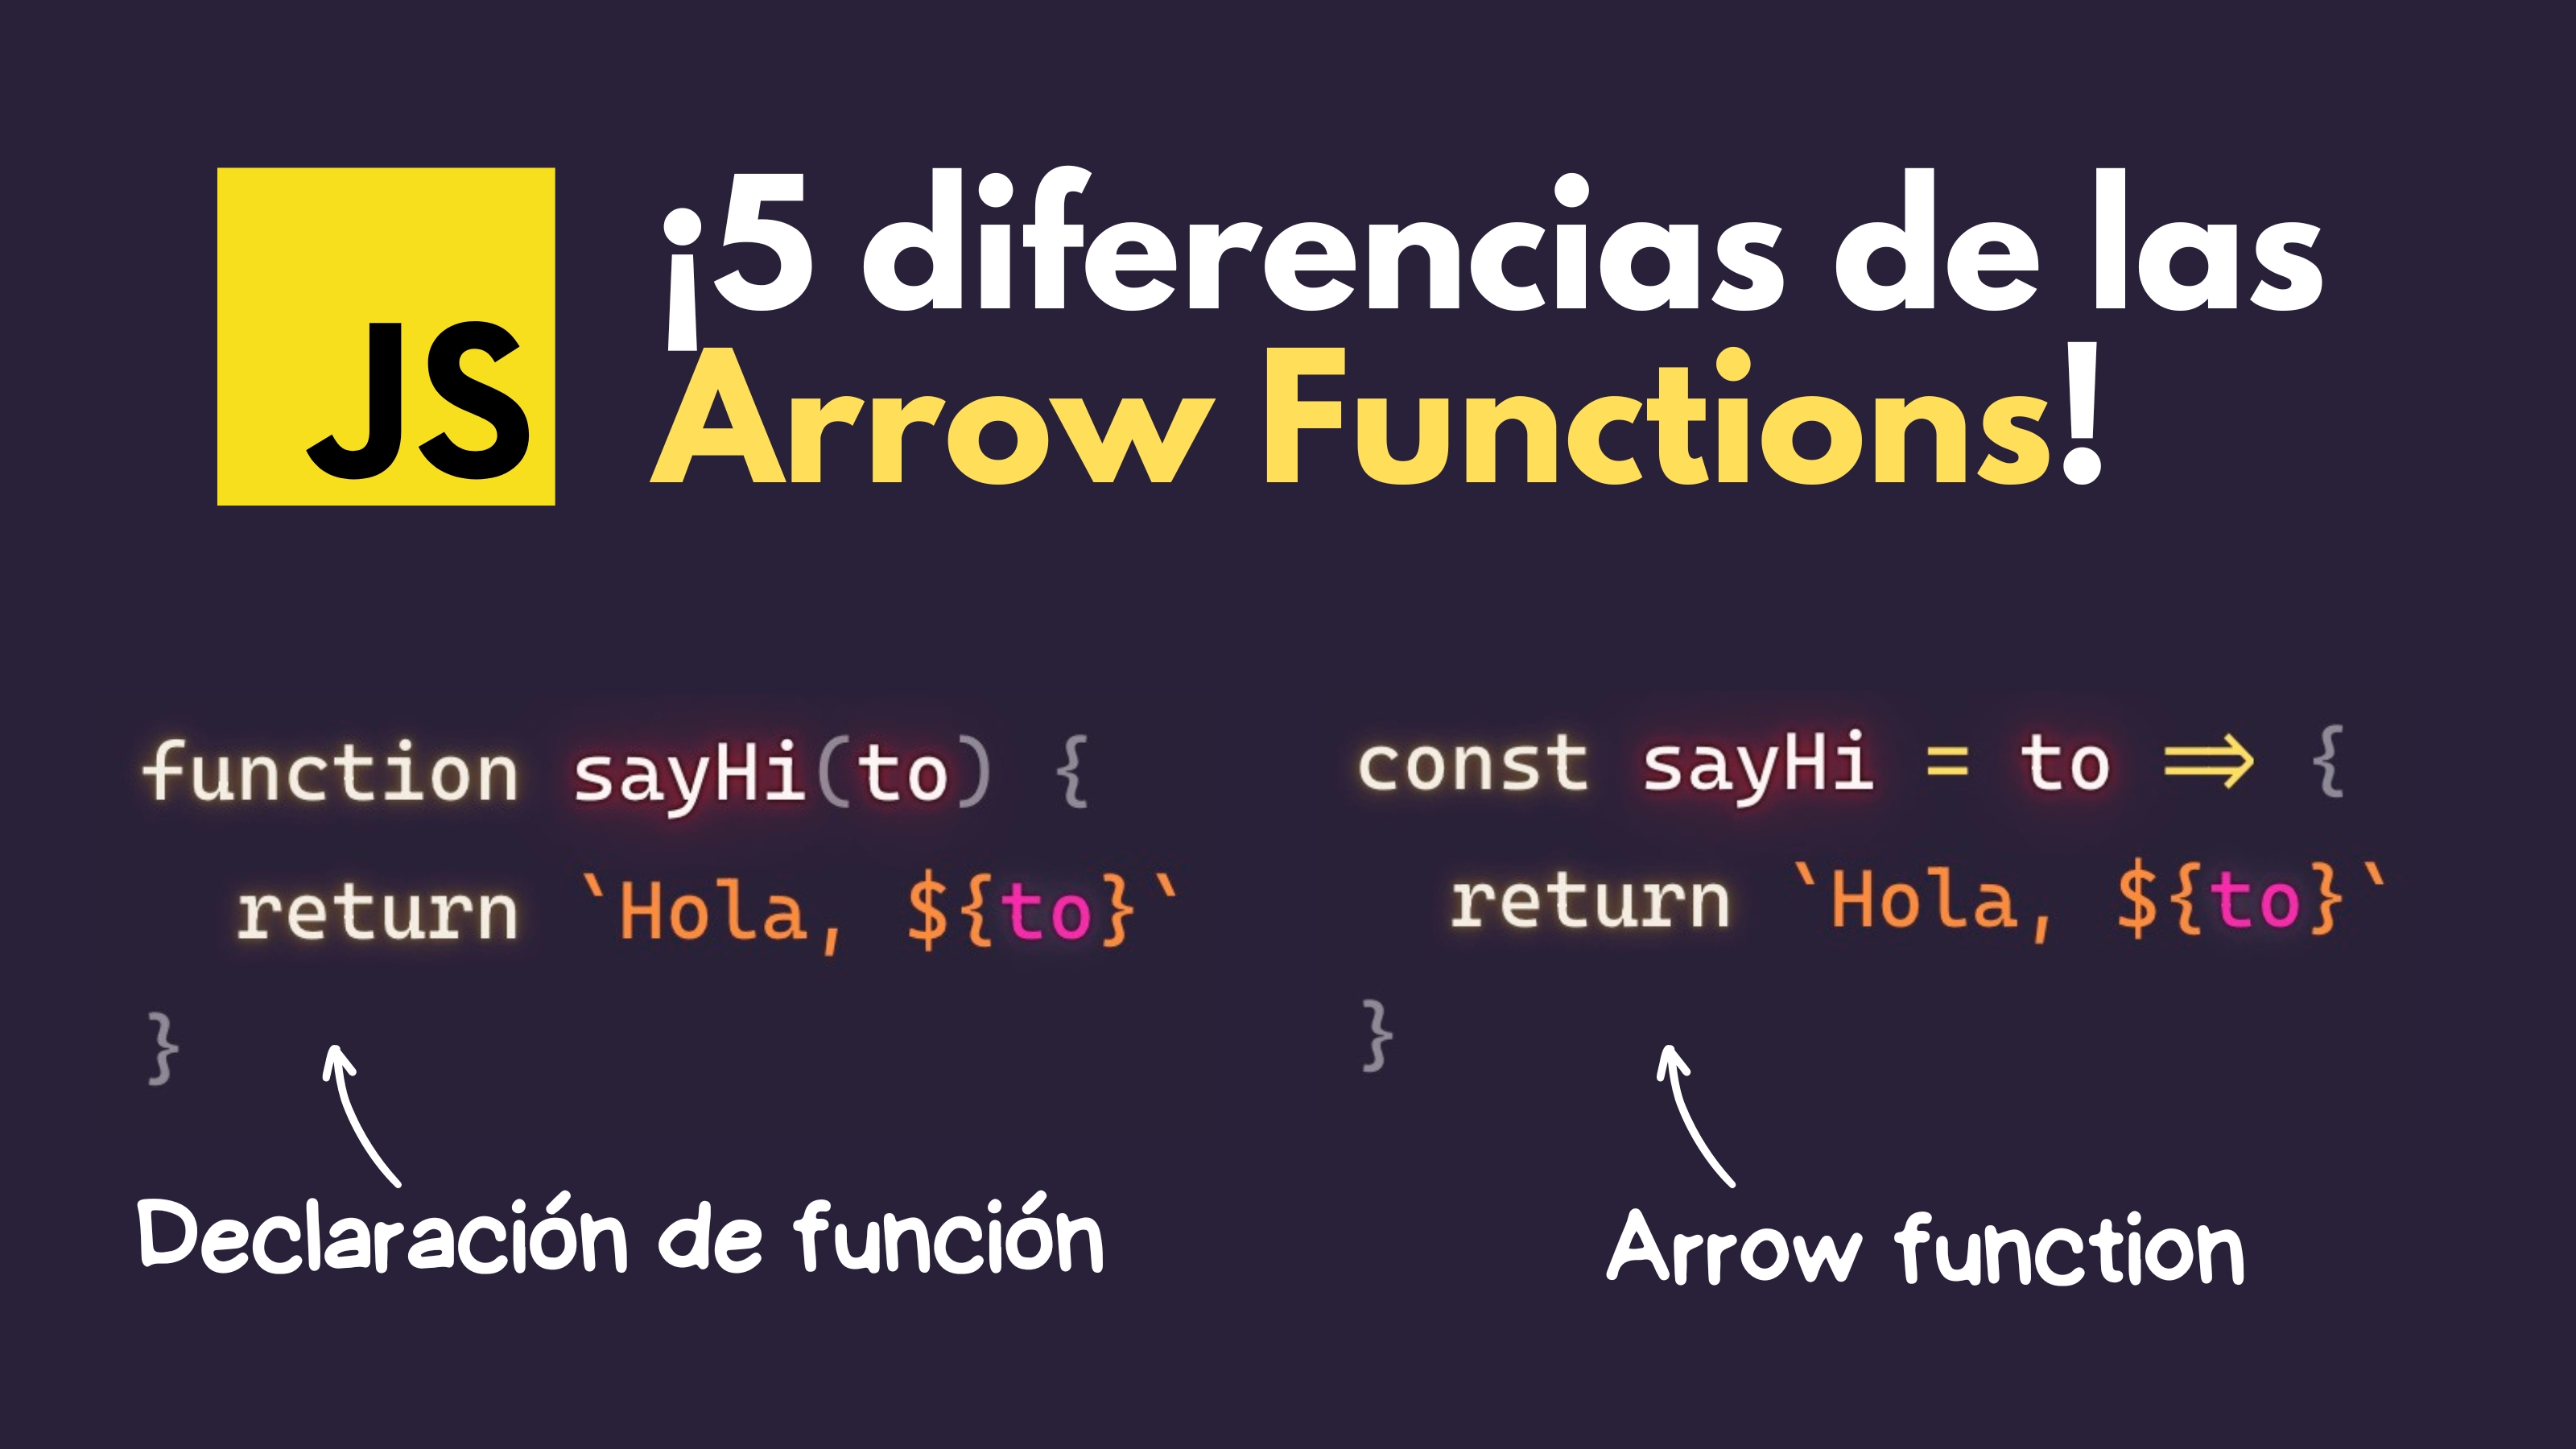 JS
¡5 diferencias de las
Arrow Functions!
function sayHi(to) {
return `Hola, ${to}`
}
const sayHi = to => {
return `Hola, ${to}`
}
Declaración de función
Arrow function